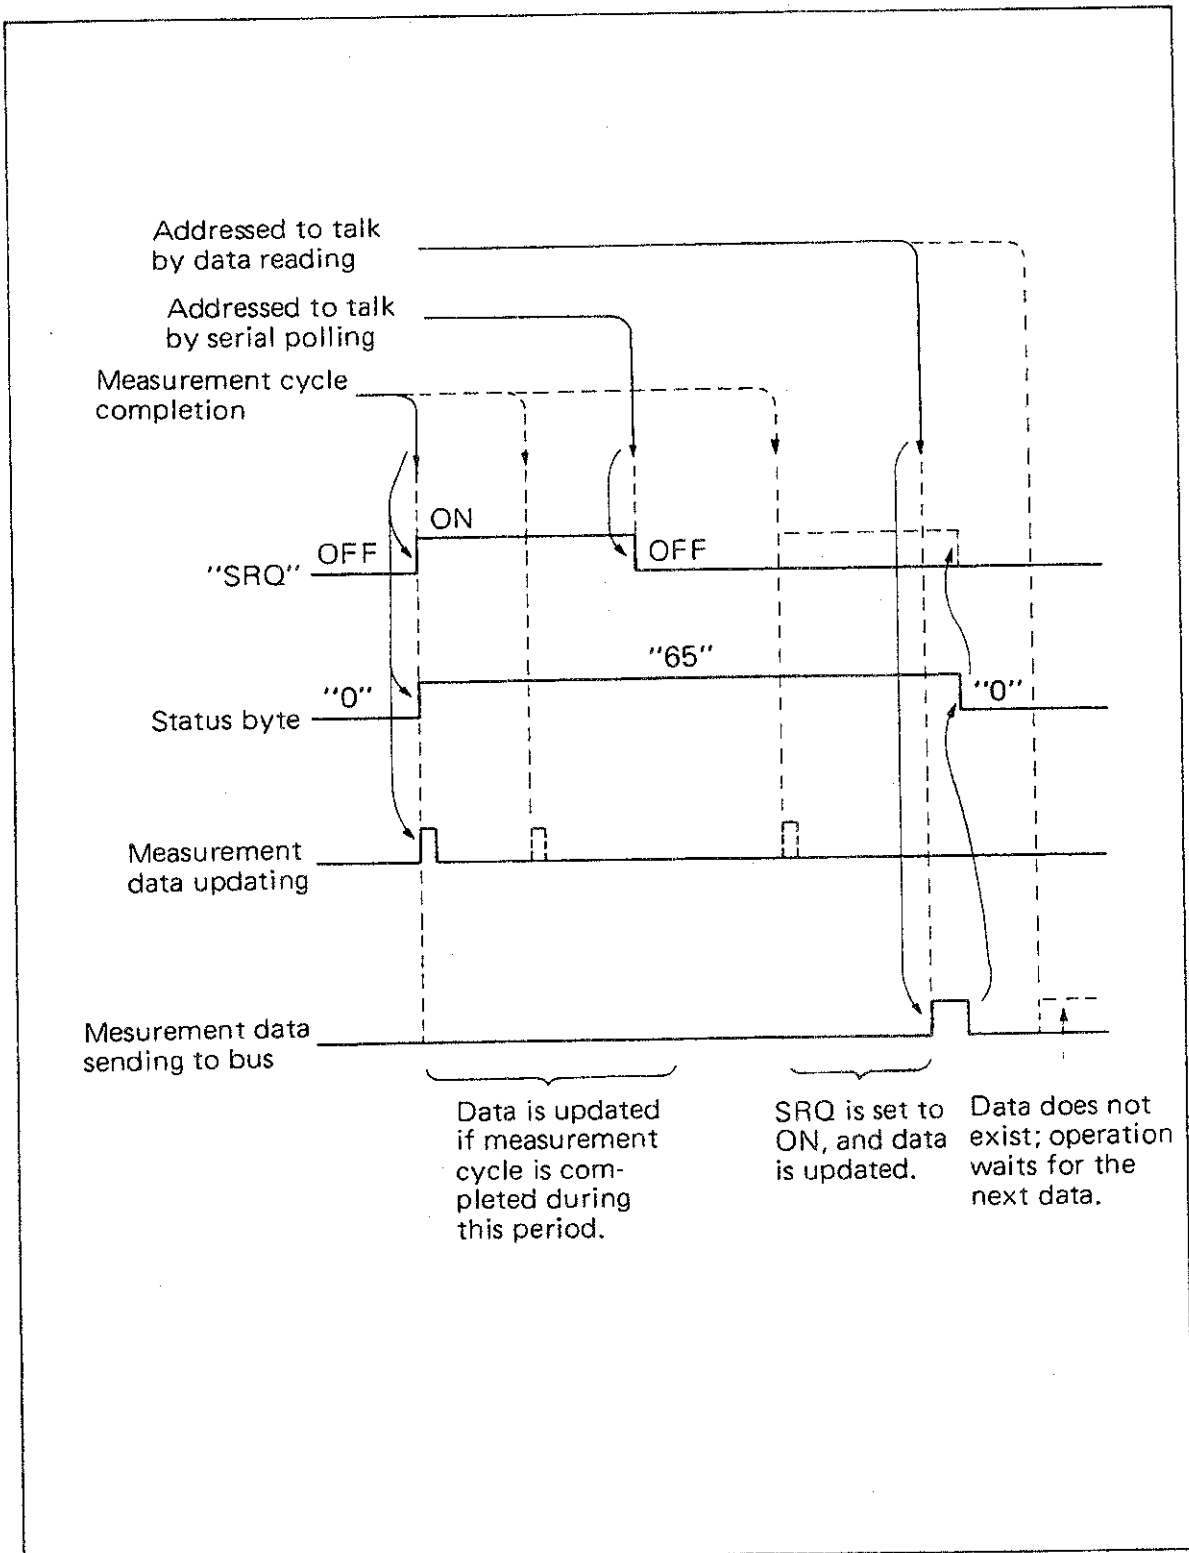 Addressed to talk
by data reading
Addressed to talk
by serial polling
Measurement cycle
completion
ON
OFF
OFF
"SRQ"
"65"
"0"
"0"
Status byte
Measurement
data updating
Mesurement data
sending to bus
Data is updated
if measurement
cycle is com-
pleted during
this period.
SRQ is set to
ON, and data
is updated.
Data does not
exist; operation
waits for the
next data.